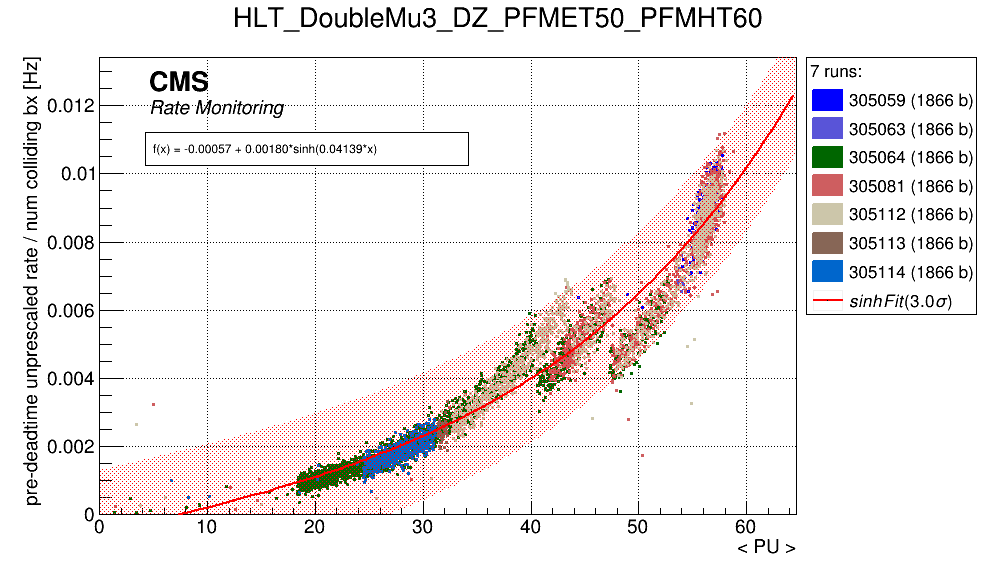 HLT_DoubleMu3_DZ_PFMET50_PFMHT60
pre-deadtime unprescaled rate / num colliding bx [Hz]
CMS
Rate Monitoring
f(x) = -0.00057 + 0.00180*sinh(0.04139*x)
0.012
0.01
0.008
0.006
0.004
0.002
0
0 10 20 30 40 50 60
< PU >
7 runs:
305059 (1866 b)
305063 (1866 b)
305064 (1866 b)
305081 (1866 b)
305112 (1866 b)
305113 (1866 b)
305114 (1866 b)
sinhFit(3.0σ)